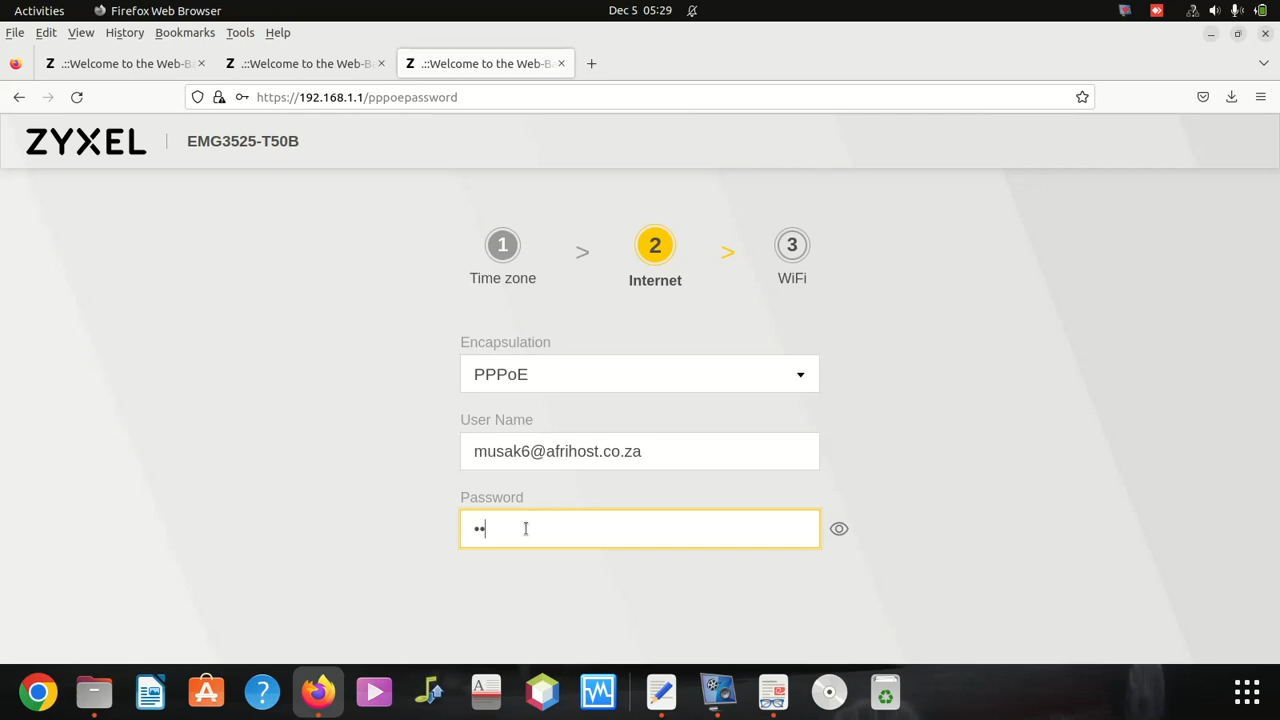 Activities Firefox Web Browser Dec 5 05:29
File Edit View History Bookmarks Tools Help
Z .::Welcome to the Web-B Z .::Welcome to the Web-B Z .::Welcome to the Web-B
https://192.168.1.1/pppoepassword
ZYXEL EMG3525-T50B
1 > 2 > 3
Time zone Internet WiFi
Encapsulation
PPPoE
User Name
musak6@afrihost.co.za
Password
••